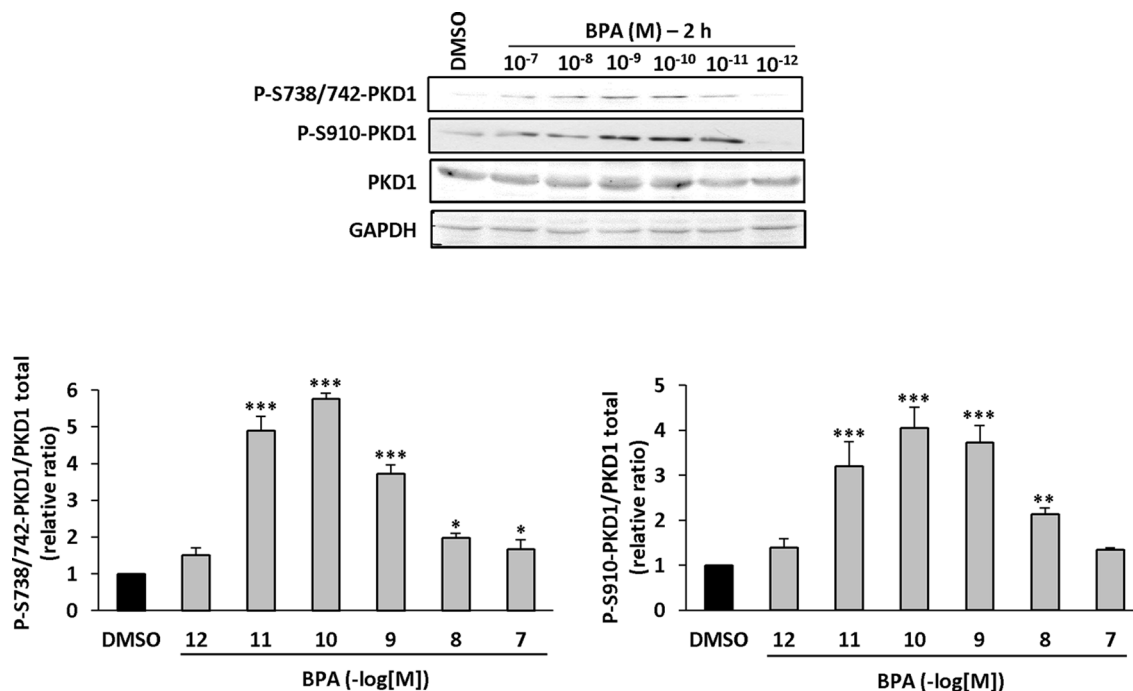 DMSO
BPA (M) – 2 h
10⁻⁷ 10⁻⁸ 10⁻⁹ 10⁻¹⁰ 10⁻¹¹ 10⁻¹²
P-S738/742-PKD1
P-S910-PKD1
PKD1
GAPDH
P-S738/742-PKD1/PKD1 total
(relative ratio)
6
5
4
3
2
1
0
***
***
***
*
*
DMSO 12 11 10 9 8 7
BPA (-log[M])
P-S910-PKD1/PKD1 total
(relative ratio)
5
4
3
2
1
0
***
***
***
**
DMSO 12 11 10 9 8 7
BPA (-log[M])